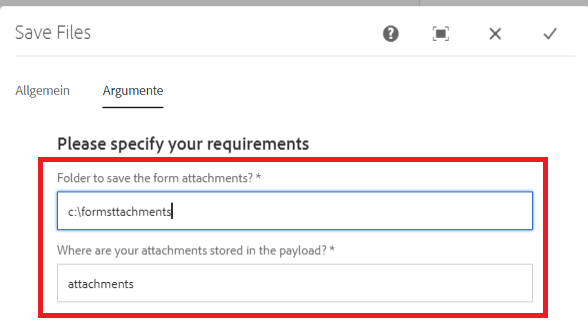 Save Files
Allgemein Argumente
Please specify your requirements
Folder to save the form attachments? *
c:\formsttachments
Where are your attachments stored in the payload? *
attachments